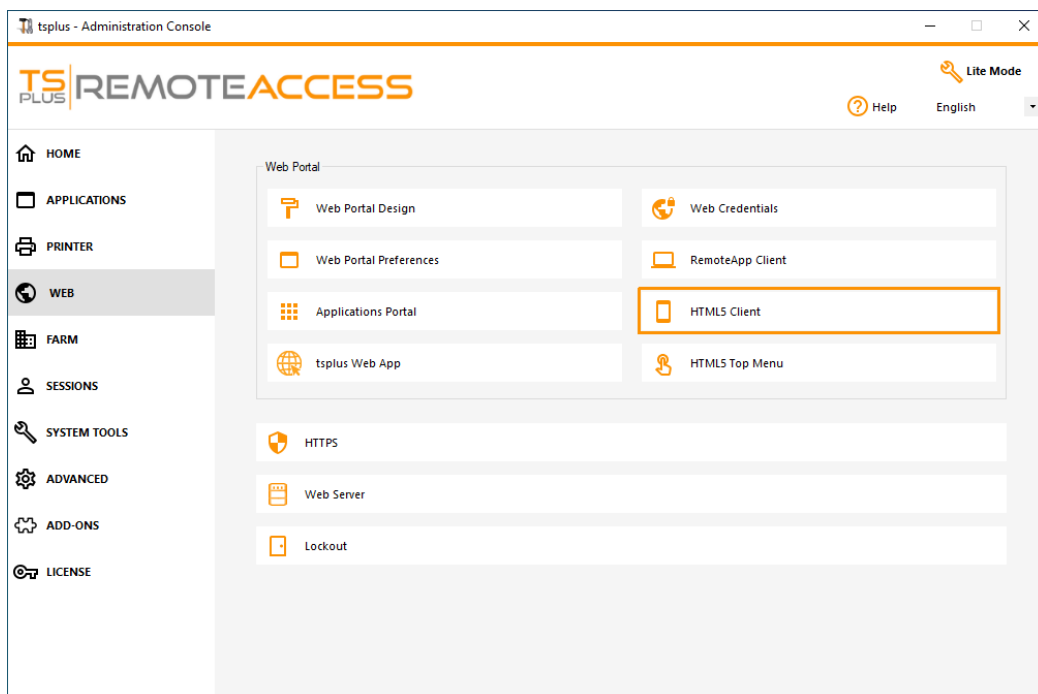 tsplus - Administration Console
TS PLUS REMOTEACCESS
Lite Mode
Help
English
HOME
APPLICATIONS
PRINTER
WEB
FARM
SESSIONS
SYSTEM TOOLS
ADVANCED
ADD-ONS
LICENSE
Web Portal
Web Portal Design
Web Credentials
Web Portal Preferences
RemoteApp Client
Applications Portal
HTML5 Client
tsplus Web App
HTML5 Top Menu
HTTPS
Web Server
Lockout